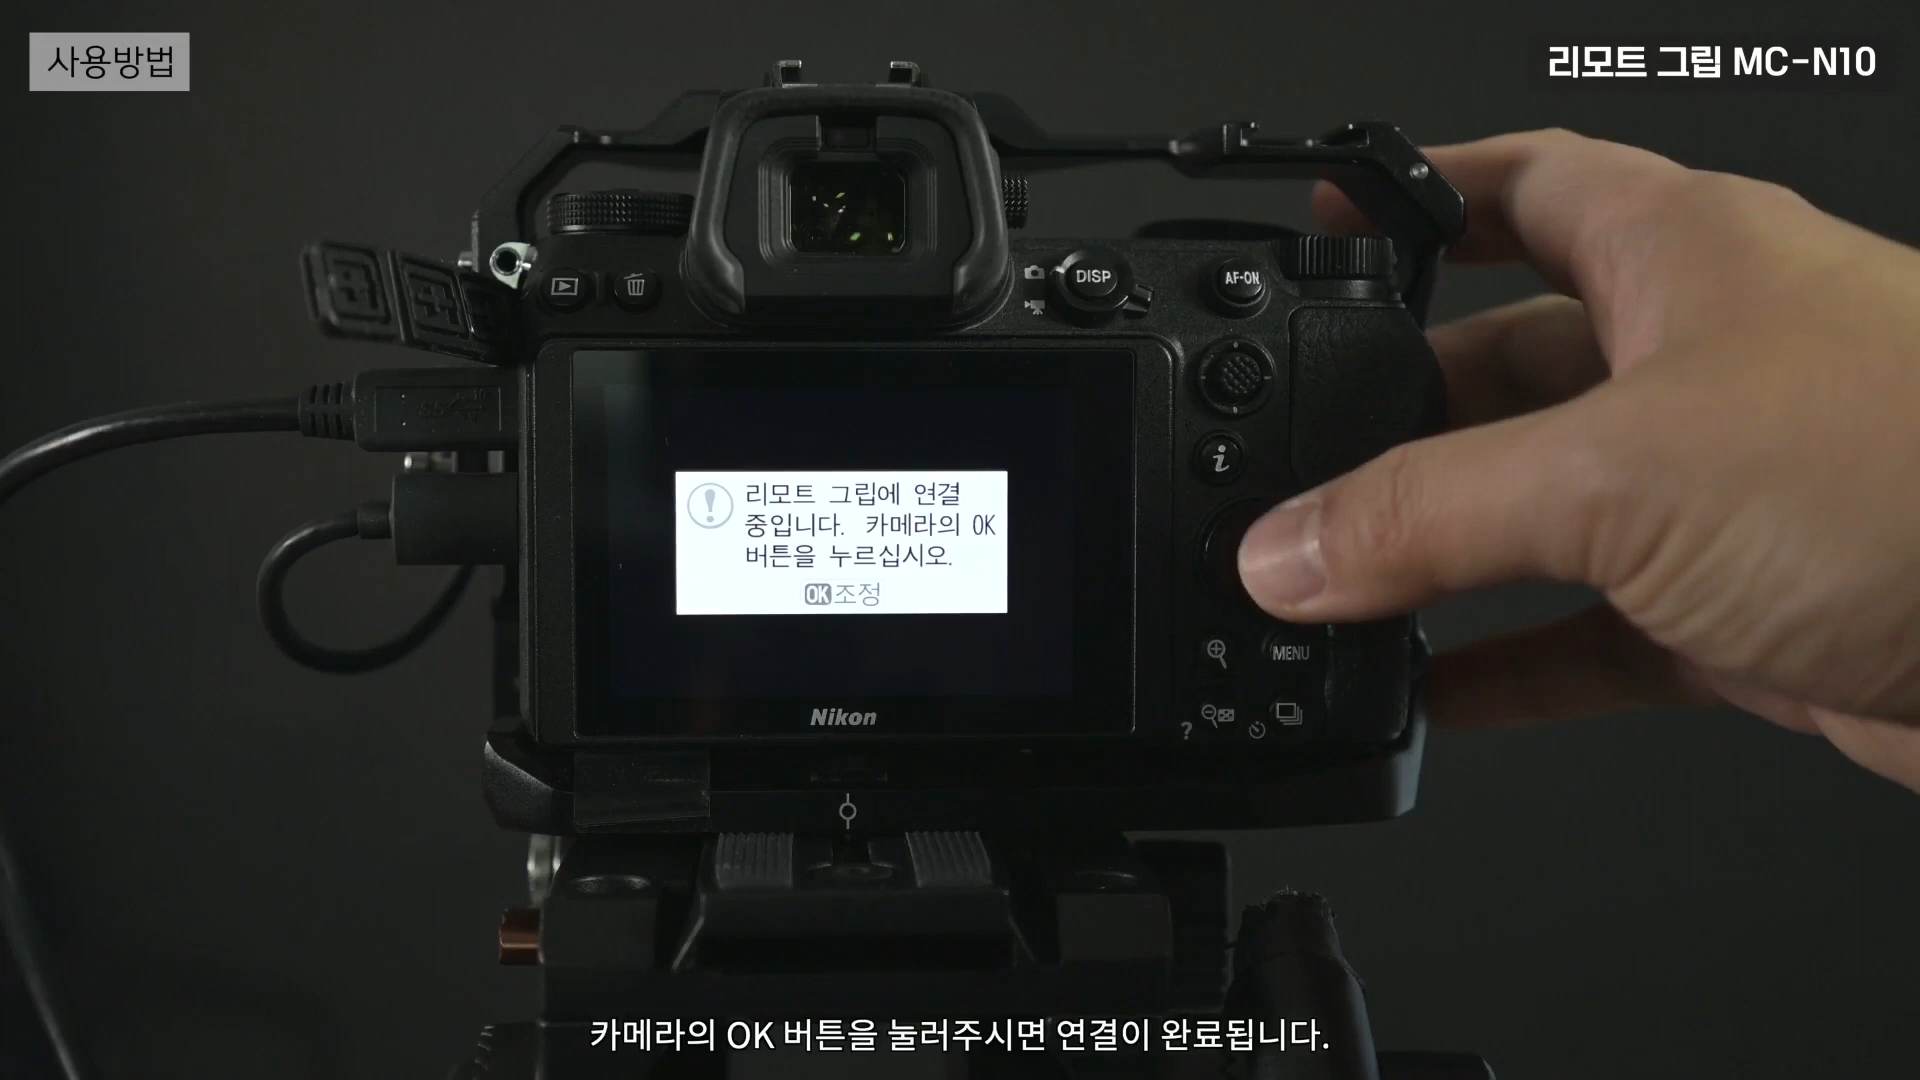 사용방법
리모트 그립 MC-N10
DISP
AF-ON
i
리모트 그립에 연결
중입니다. 카메라의 OK
버튼을 누르십시오.
OK조정
MENU
Nikon
?
카메라의 OK 버튼을 눌러주시면 연결이 완료됩니다.